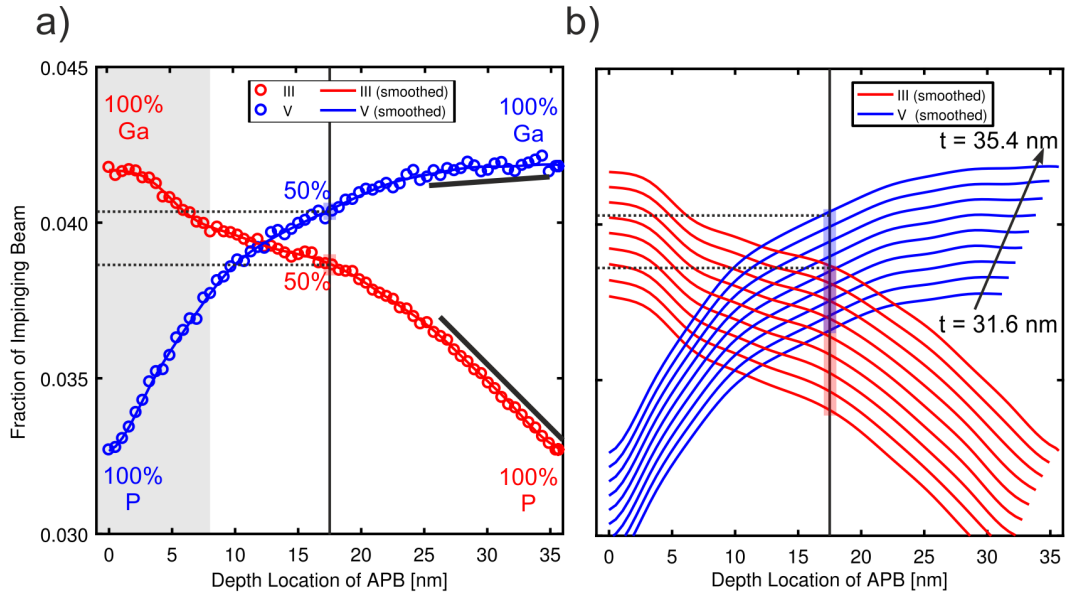 a)
0.045
0.040
0.035
0.030
Fraction of Impinging Beam
100%
Ga
III
V
III (smoothed)
V (smoothed)
100%
Ga
50%
50%
100%
P
100%
P
0 5 10 15 20 25 30 35
Depth Location of APB [nm]
b)
III (smoothed)
V (smoothed)
t = 35.4 nm
t = 31.6 nm
0 5 10 15 20 25 30 35
Depth Location of APB [nm]